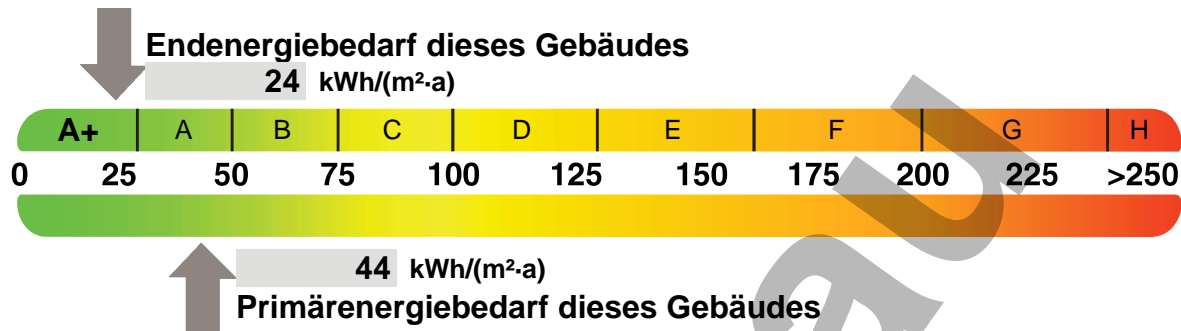 Endenergiebedarf dieses Gebäudes
24 kWh/(m²·a)
A+ A B C D E F G H
0 25 50 75 100 125 150 175 200 225 >250
44 kWh/(m²·a)
Primärenergiebedarf dieses Gebäudes
au